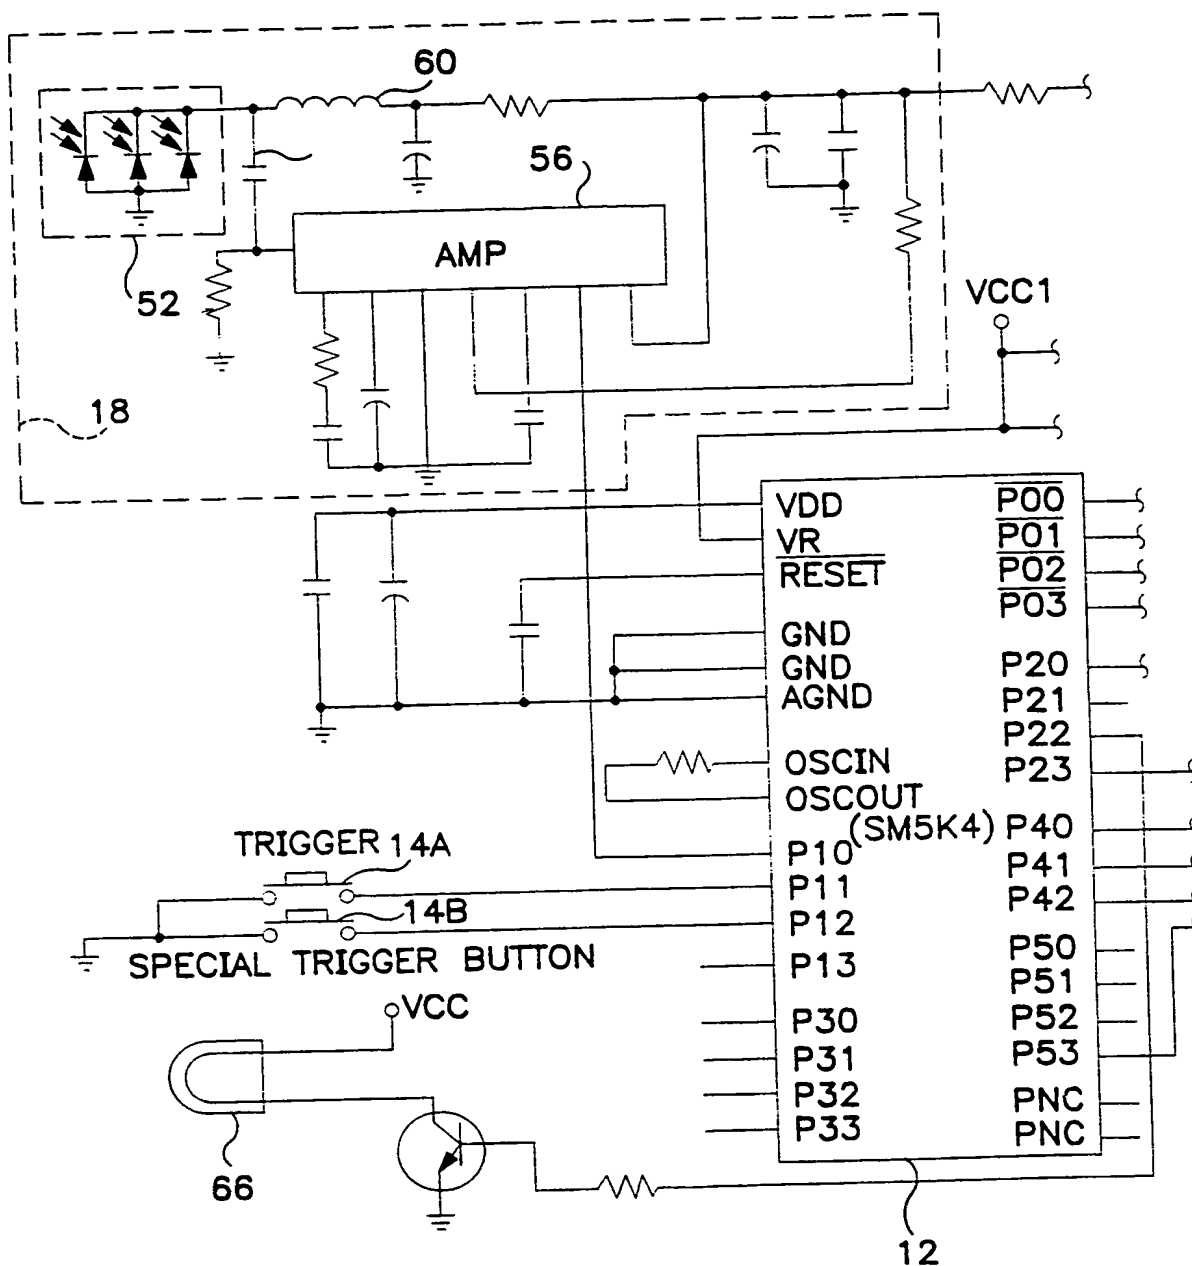 60
56
AMP
52
18
VCC1
VDD
VR
RESET
GND
GND
AGND
OSCIN
OSCOUT
(SM5K4)
P10
P11
P12
P13
P30
P31
P32
P33
P00
P01
P02
P03
P20
P21
P22
P23
P40
P41
P42
P50
P51
P52
P53
PNC
PNC
TRIGGER 14A
14B
SPECIAL TRIGGER BUTTON
VCC
66
12